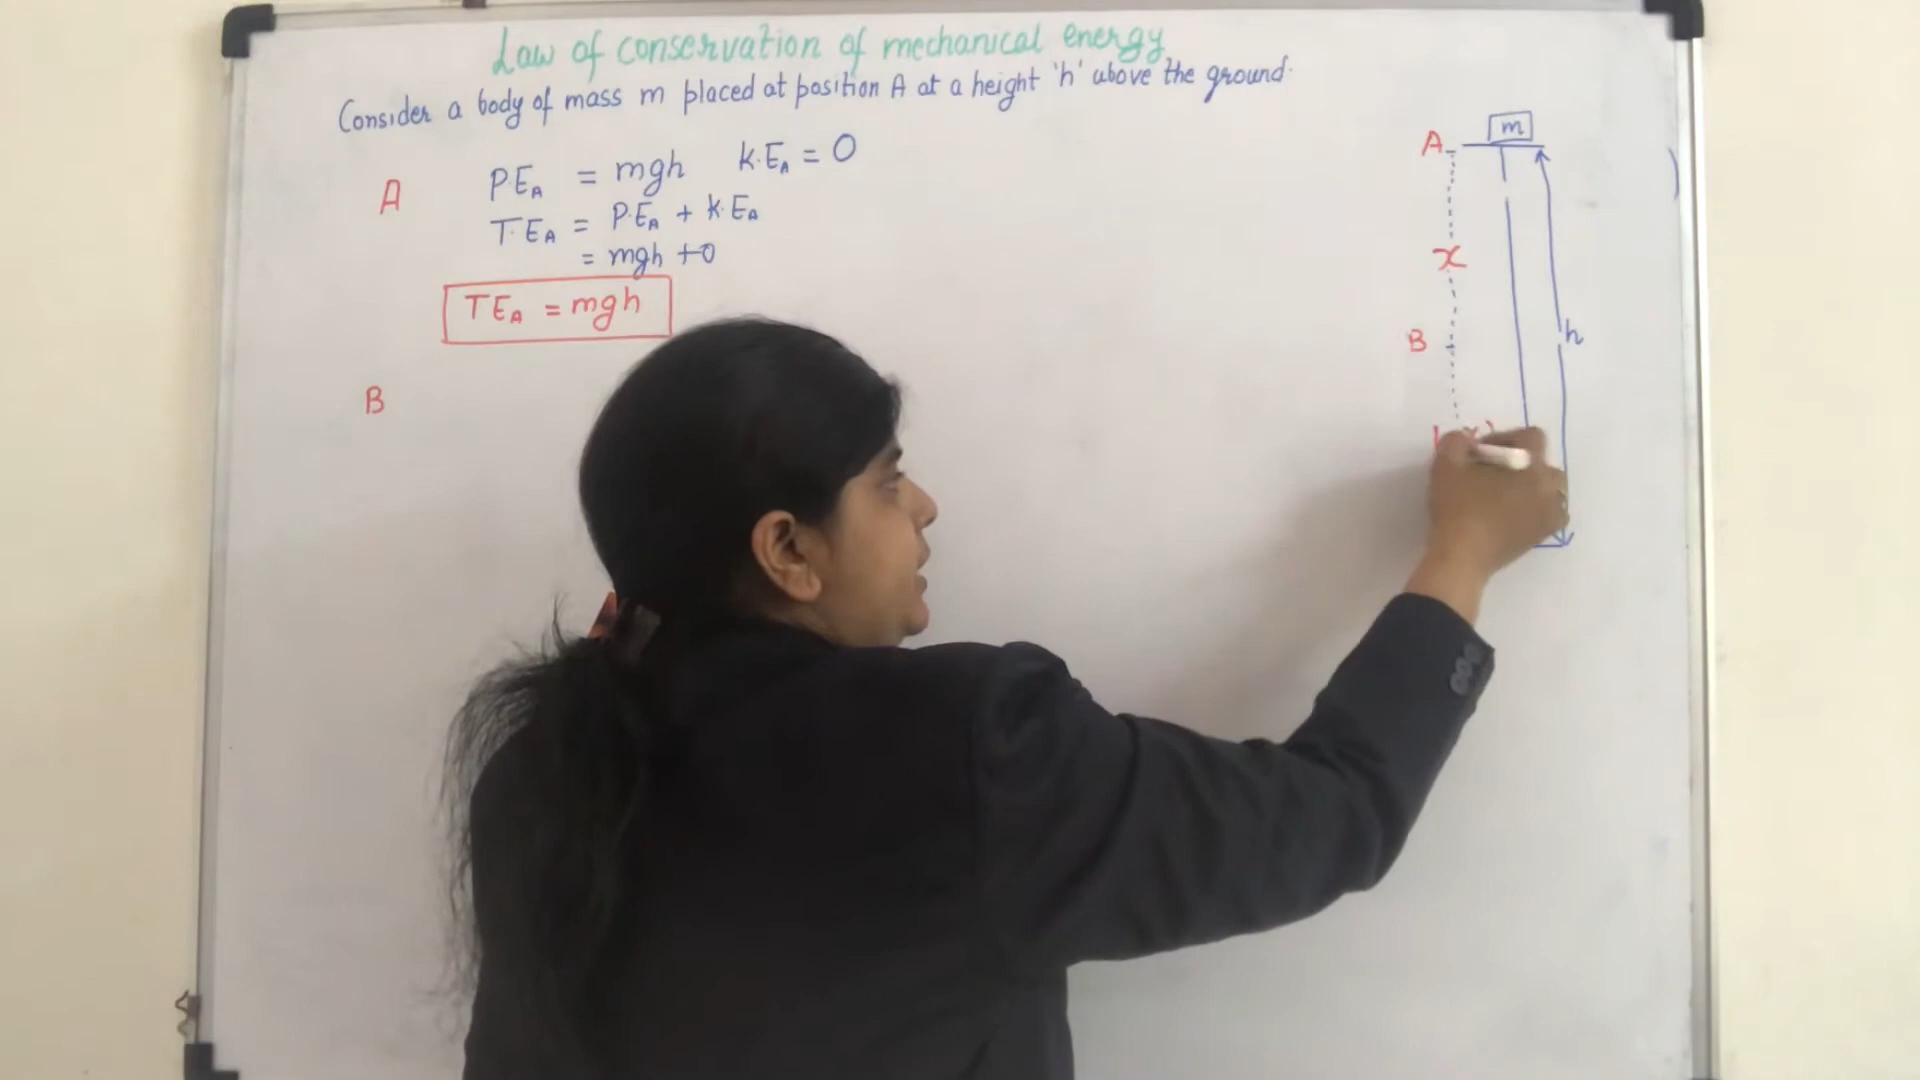 Law of conservation of mechanical energy
Consider a body of mass m placed at position A at a height 'h' above the ground.
A
P.E_A = mgh K.E_A = 0
T.E_A = P.E_A + K.E_A
= mgh + 0
TE_A = mgh
B
m
A
x
B
h